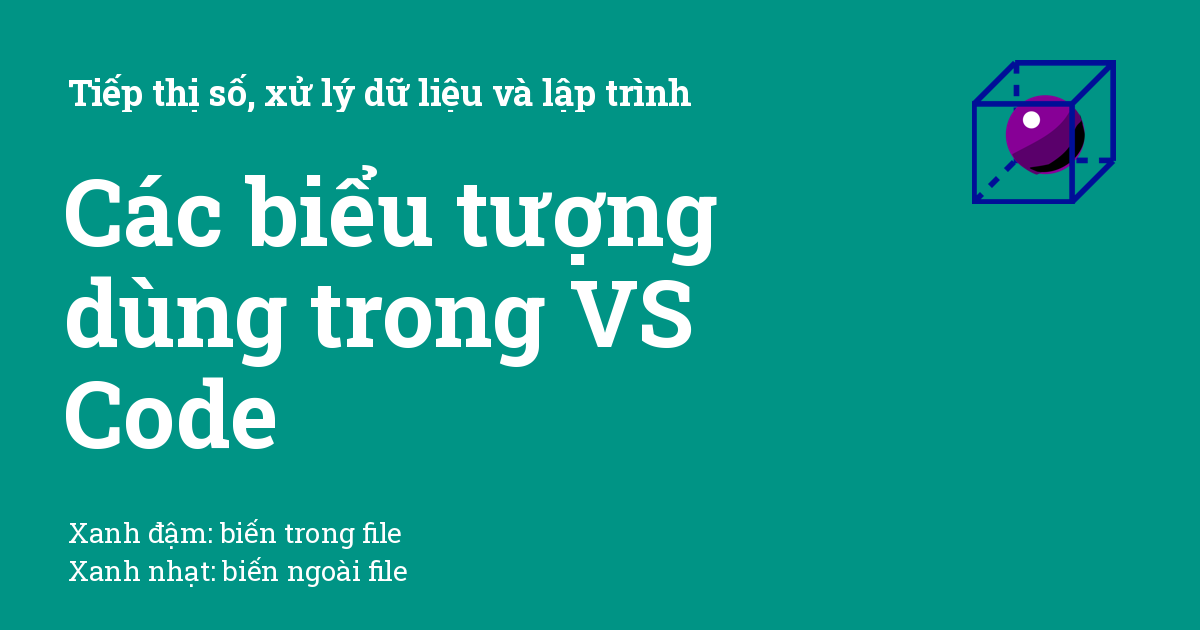 Tiếp thị số, xử lý dữ liệu và lập trình
Các biểu tượng
dùng trong VS
Code
Xanh đậm: biến trong file
Xanh nhạt: biến ngoài file